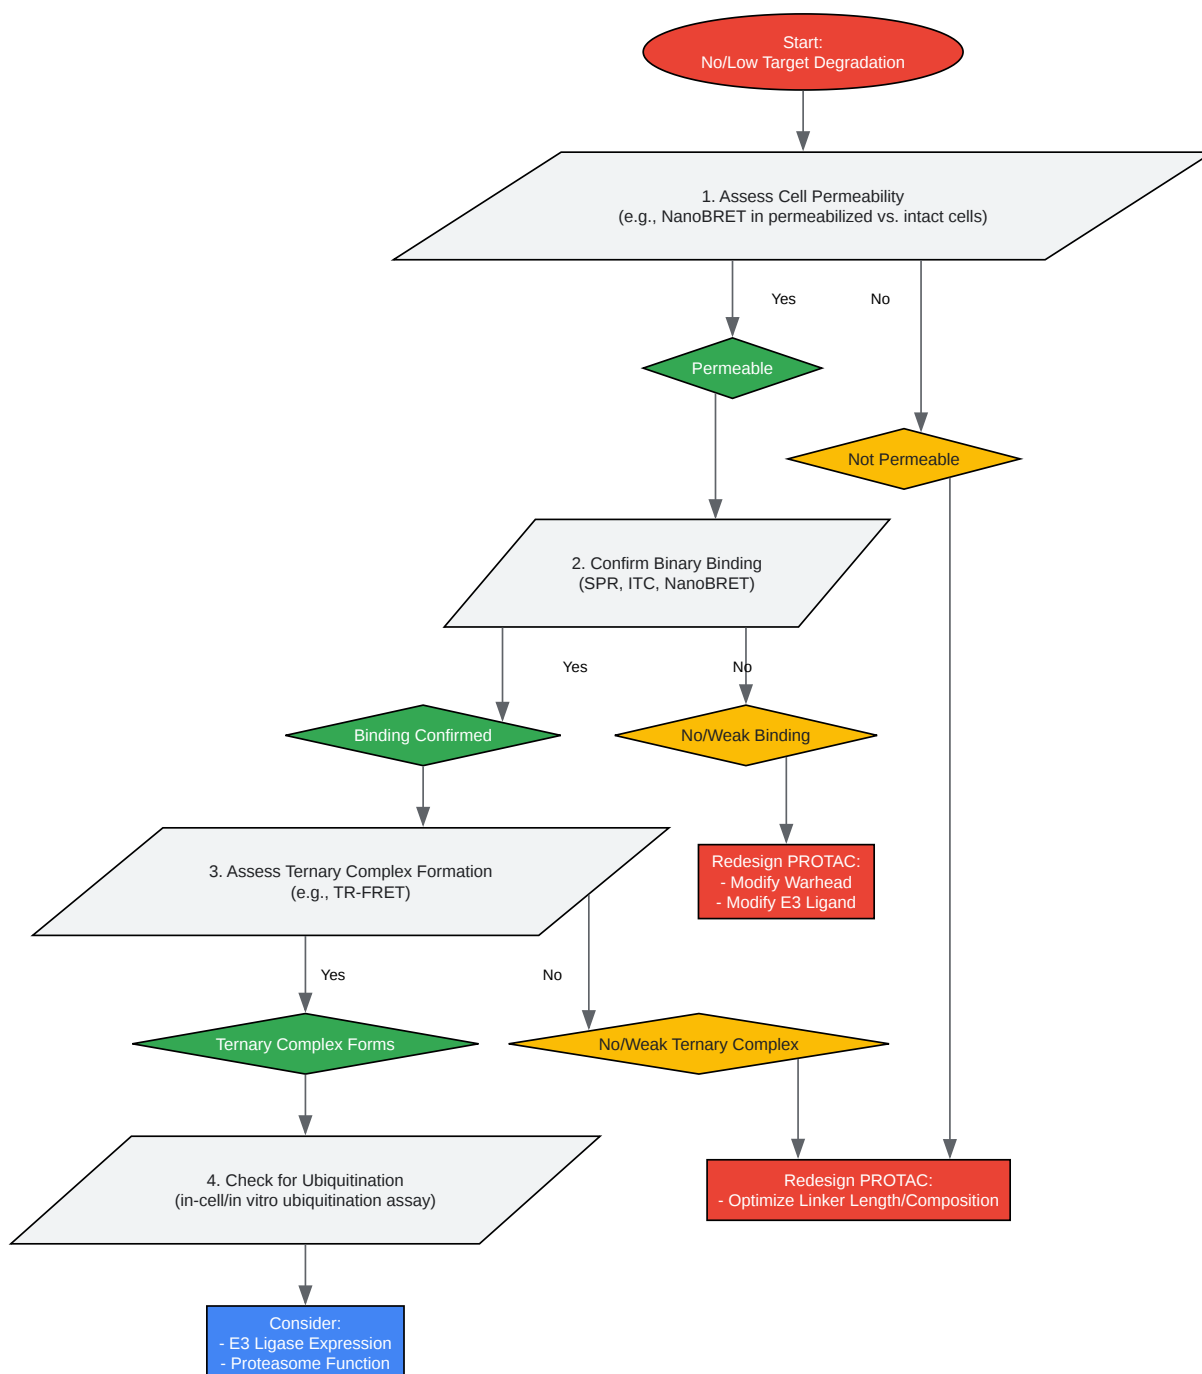 Start:
No/Low Target Degradation
1. Assess Cell Permeability
(e.g., NanoBRET in permeabilized vs. intact cells)
Yes
No
Permeable
Not Permeable
2. Confirm Binary Binding
(SPR, ITC, NanoBRET)
Yes
No
Binding Confirmed
No/Weak Binding
3. Assess Ternary Complex Formation
(e.g., TR-FRET)
Redesign PROTAC:
- Modify Warhead
- Modify E3 Ligand
Yes
No
Ternary Complex Forms
No/Weak Ternary Complex
4. Check for Ubiquitination
(in-cell/in vitro ubiquitination assay)
Redesign PROTAC:
- Optimize Linker Length/Composition
Consider:
- E3 Ligase Expression
- Proteasome Function